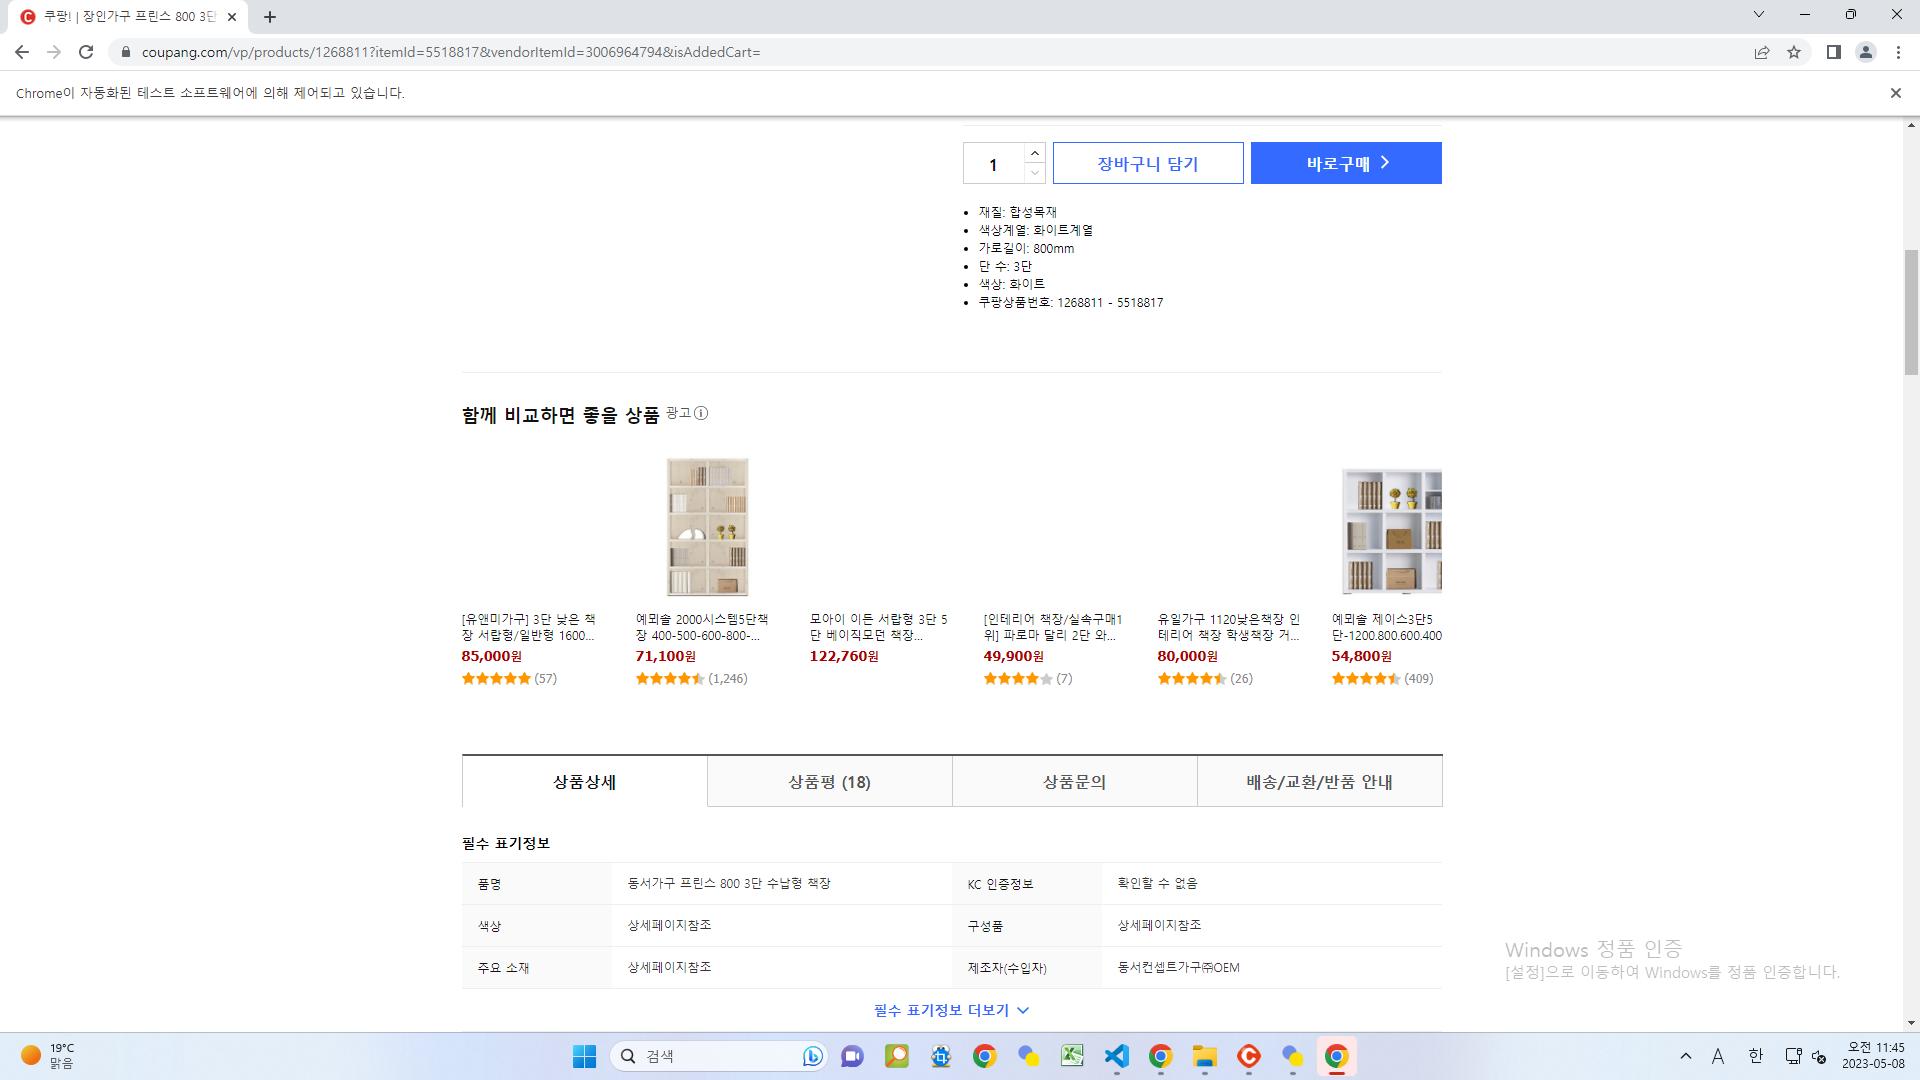 쿠팡! | 장인가구 프린스 800 3단
coupang.com/vp/products/1268811?itemId=5518817&vendorItemId=3006964794&isAddedCart=
Chrome이 자동화된 테스트 소프트웨어에 의해 제어되고 있습니다.
1
장바구니 담기
바로구매
재질: 합성목재
색상계열: 화이트계열
가로길이: 800mm
단 수: 3단
색상: 화이트
쿠팡상품번호: 1268811 - 5518817
함께 비교하면 좋을 상품 광고
[유앤미가구] 3단 낮은 책
장 서랍형/일반형 1600...
85,000원
(57)
예꾀솔 2000시스템5단책
장 400-500-600-800-...
71,100원
(1,246)
모아이 이든 서랍형 3단 5
단 베이직모던 책장...
122,760원
[인테리어 책장/실속구매1
위] 파로마 달리 2단 와...
49,900원
(7)
유일가구 1120낮은책장 인
테리어 책장 학생책장 거...
80,000원
(26)
예꾀솔 제이스3단5
단-1200.800.600.400
54,800원
(409)
상품상세
상품평 (18)
상품문의
배송/교환/반품 안내
필수 표기정보
품명 동서가구 프린스 800 3단 수납형 책장 KC 인증정보 확인할 수 없음
색상 상세페이지참조 구성품 상세페이지참조
주요 소재 상세페이지참조 제조자(수입자) 동서컨셉트가구㈜OEM
필수 표기정보 더보기
Windows 정품 인증
[설정]으로 이동하여 Windows를 정품 인증합니다.
19°C
맑음
검색
A
한
오전 11:45
2023-05-08